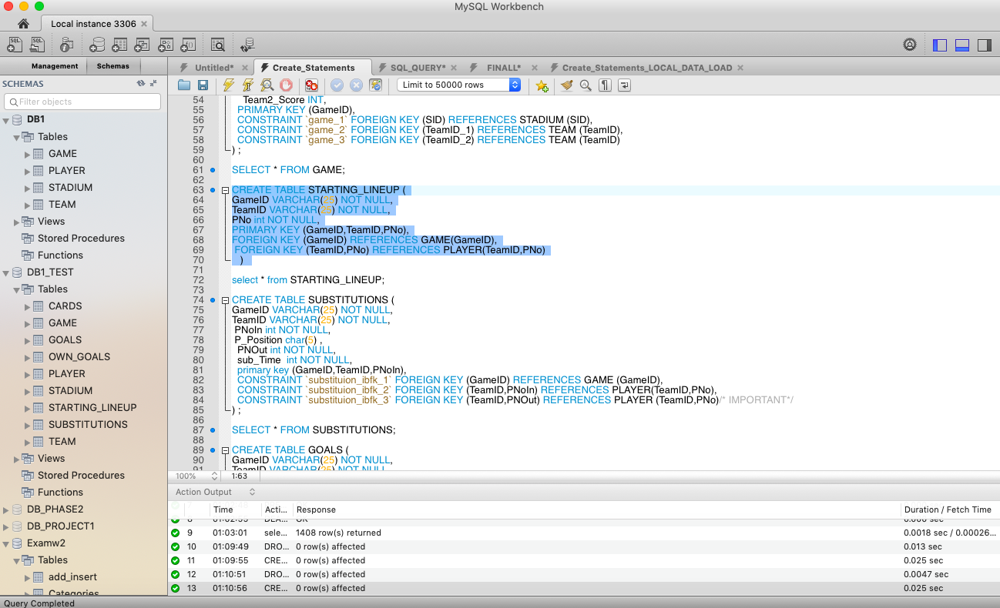 MySQL Workbench
Local instance 3306
Management
Schemas
SCHEMAS
Filter objects
DB1
Tables
GAME
PLAYER
STADIUM
TEAM
Views
Stored Procedures
Functions
DB1_TEST
Tables
CARDS
GAME
GOALS
OWN_GOALS
PLAYER
STADIUM
STARTING_LINEUP
SUBSTITUTIONS
TEAM
Views
Stored Procedures
Functions
DB_PHASE2
DB_PROJECT1
Examw2
Tables
add_insert
Categories
Untitled* Create_Statements SQL_QUERY* FINALL* Create_Statements_LOCAL_DATA_LOAD
Limit to 50000 rows
54 Team2_Score INT,
55 PRIMARY KEY (GameID),
56 CONSTRAINT `game_1` FOREIGN KEY (SID) REFERENCES STADIUM (SID),
57 CONSTRAINT `game_2` FOREIGN KEY (TeamID_1) REFERENCES TEAM (TeamID),
58 CONSTRAINT `game_3` FOREIGN KEY (TeamID_2) REFERENCES TEAM (TeamID)
59 ) ;
60
61 SELECT * FROM GAME;
62
63 CREATE TABLE STARTING_LINEUP (
64 GameID VARCHAR(25) NOT NULL,
65 TeamID VARCHAR(25) NOT NULL,
66 PNo int NOT NULL,
67 PRIMARY KEY (GameID,TeamID,PNo),
68 FOREIGN KEY (GameID) REFERENCES GAME(GameID),
69 FOREIGN KEY (TeamID,PNo) REFERENCES PLAYER(TeamID,PNo)
70 )
71
72 select * from STARTING_LINEUP;
73
74 CREATE TABLE SUBSTITUTIONS (
75 GameID VARCHAR(25) NOT NULL,
76 TeamID VARCHAR(25) NOT NULL,
77 PNoIn int NOT NULL,
78 P_Position char(5) ,
79 PNOut int NOT NULL,
80 sub_Time int NOT NULL,
81 primary key (GameID,TeamID,PNoIn),
82 CONSTRAINT `substituion_ibfk_1` FOREIGN KEY (GameID) REFERENCES GAME (GameID),
83 CONSTRAINT `substituion_ibfk_2` FOREIGN KEY (TeamID,PNoIn) REFERENCES PLAYER(TeamID,PNo),
84 CONSTRAINT `substituion_ibfk_3` FOREIGN KEY (TeamID,PNOut) REFERENCES PLAYER (TeamID,PNo)/* IMPORTANT*/
85 ) ;
86
87 SELECT * FROM SUBSTITUTIONS;
88
89 CREATE TABLE GOALS (
90 GameID VARCHAR(25) NOT NULL,
91 TeamID VARCHAR(25) NOT NULL
100% 1:63
Action Output
Time Acti... Response Duration / Fetch Time
9 01:03:01 sele... 1408 row(s) returned 0.0018 sec / 0.00026...
10 01:09:49 DRO... 0 row(s) affected 0.013 sec
11 01:09:55 CRE... 0 row(s) affected 0.025 sec
12 01:10:51 DRO... 0 row(s) affected 0.0047 sec
13 01:10:56 CRE... 0 row(s) affected 0.025 sec
Query Completed